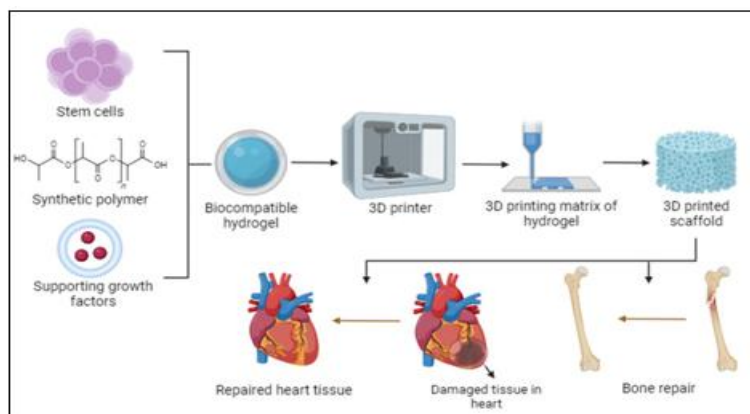 Stem cells
HO
O
O
O
O
O
OH
n
Synthetic polymer
Supporting growth
factors
Biocompatible
hydrogel
3D printer
3D printing matrix of
hydrogel
3D printed
scaffold
Repaired heart tissue
Damaged tissue in
heart
Bone repair